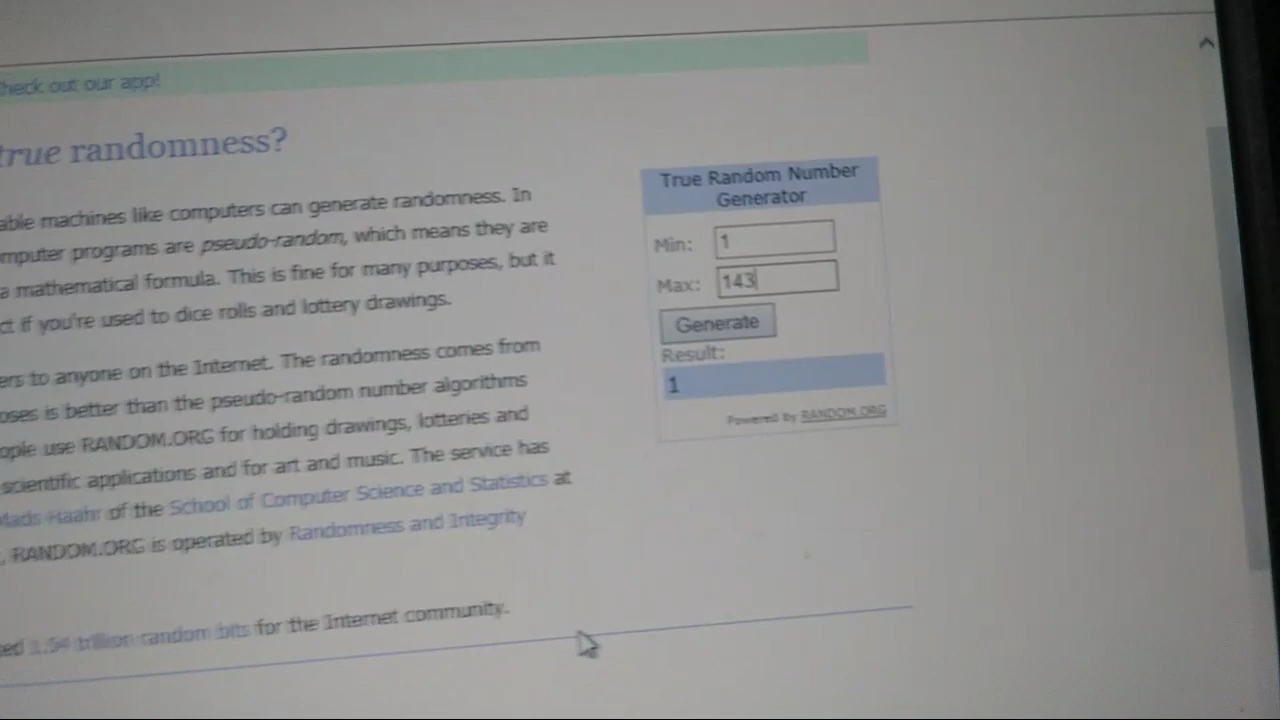 heck out our app!
true randomness?
able machines like computers can generate randomness. In
mputer programs are pseudo-random, which means they are
a mathematical formula. This is fine for many purposes, but it
ct if you're used to dice rolls and lottery drawings.
ers to anyone on the Internet. The randomness comes from
oses is better than the pseudo-random number algorithms
ople use RANDOM.ORG for holding drawings, lotteries and
scientific applications and for art and music. The service has
Mads Haahr of the School of Computer Science and Statistics at
, RANDOM.ORG is operated by Randomness and Integrity
ted 1.54 trillion random bits for the Internet community.
True Random Number
Generator
Min: 1
Max: 143
Generate
Result:
1
Powered by RANDOM.ORG